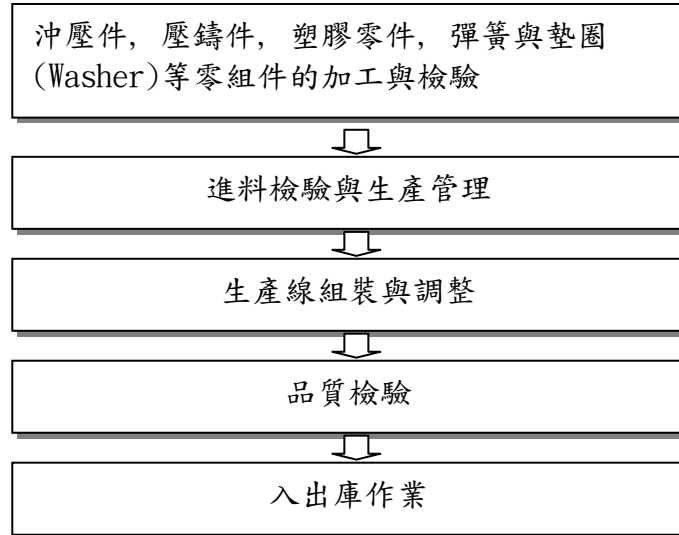 沖壓件, 壓鑄件, 塑膠零件, 彈簧與墊圈
(Washer)等零組件的加工與檢驗
進料檢驗與生產管理
生產線組裝與調整
品質檢驗
入出庫作業